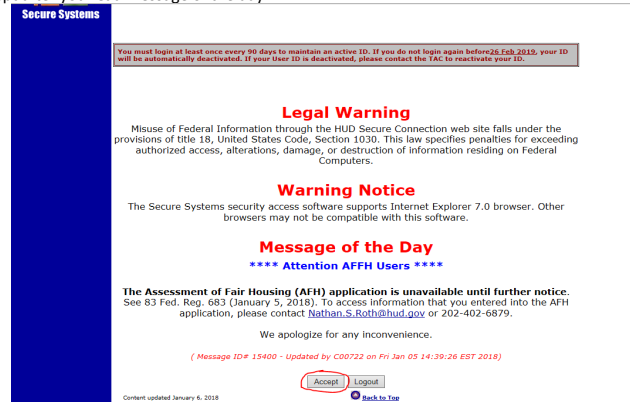 Secure Systems
You must login at least once every 90 days to maintain an active ID. If you do not login again before26 Feb 2019, your ID
will be automatically deactivated. If your User ID is deactivated, please contact the TAC to reactivate your ID.
Legal Warning
Misuse of Federal Information through the HUD Secure Connection web site falls under the
provisions of title 18, United States Code, Section 1030. This law specifies penalties for exceeding
authorized access, alterations, damage, or destruction of information residing on Federal
Computers.
Warning Notice
The Secure Systems security access software supports Internet Explorer 7.0 browser. Other
browsers may not be compatible with this software.
Message of the Day
**** Attention AFFH Users ****
The Assessment of Fair Housing (AFH) application is unavailable until further notice.
See 83 Fed. Reg. 683 (January 5, 2018). To access information that you entered into the AFH
application, please contact Nathan.S.Roth@hud.gov or 202-402-6879.
We apologize for any inconvenience.
( Message ID# 15400 - Updated by C00722 on Fri Jan 05 14:39:26 EST 2018)
Accept Logout
Content updated January 6, 2018 Back to Top